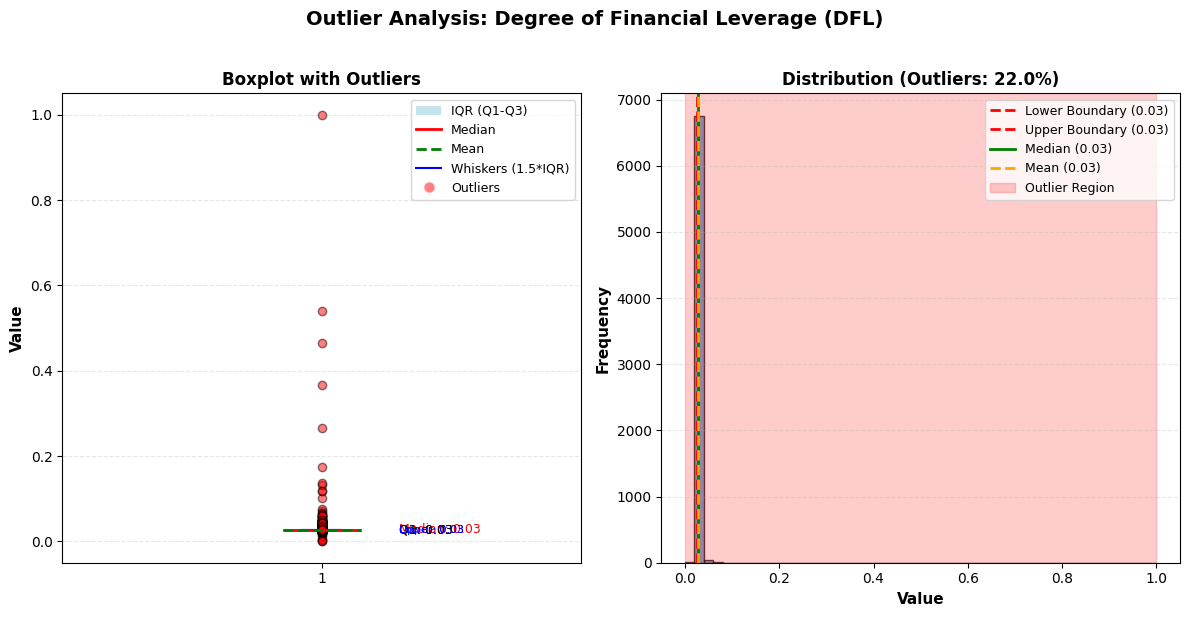 Outlier Analysis: Degree of Financial Leverage (DFL)
Boxplot with Outliers
IQR (Q1-Q3)
Median
Mean
Whiskers (1.5*IQR)
Outliers
Value
1.0
0.8
0.6
0.4
0.2
0.0
1
Distribution (Outliers: 22.0%)
Lower Boundary (0.03)
Upper Boundary (0.03)
Median (0.03)
Mean (0.03)
Outlier Region
Frequency
7000
6000
5000
4000
3000
2000
1000
0
0.0 0.2 0.4 0.6 0.8 1.0
Value